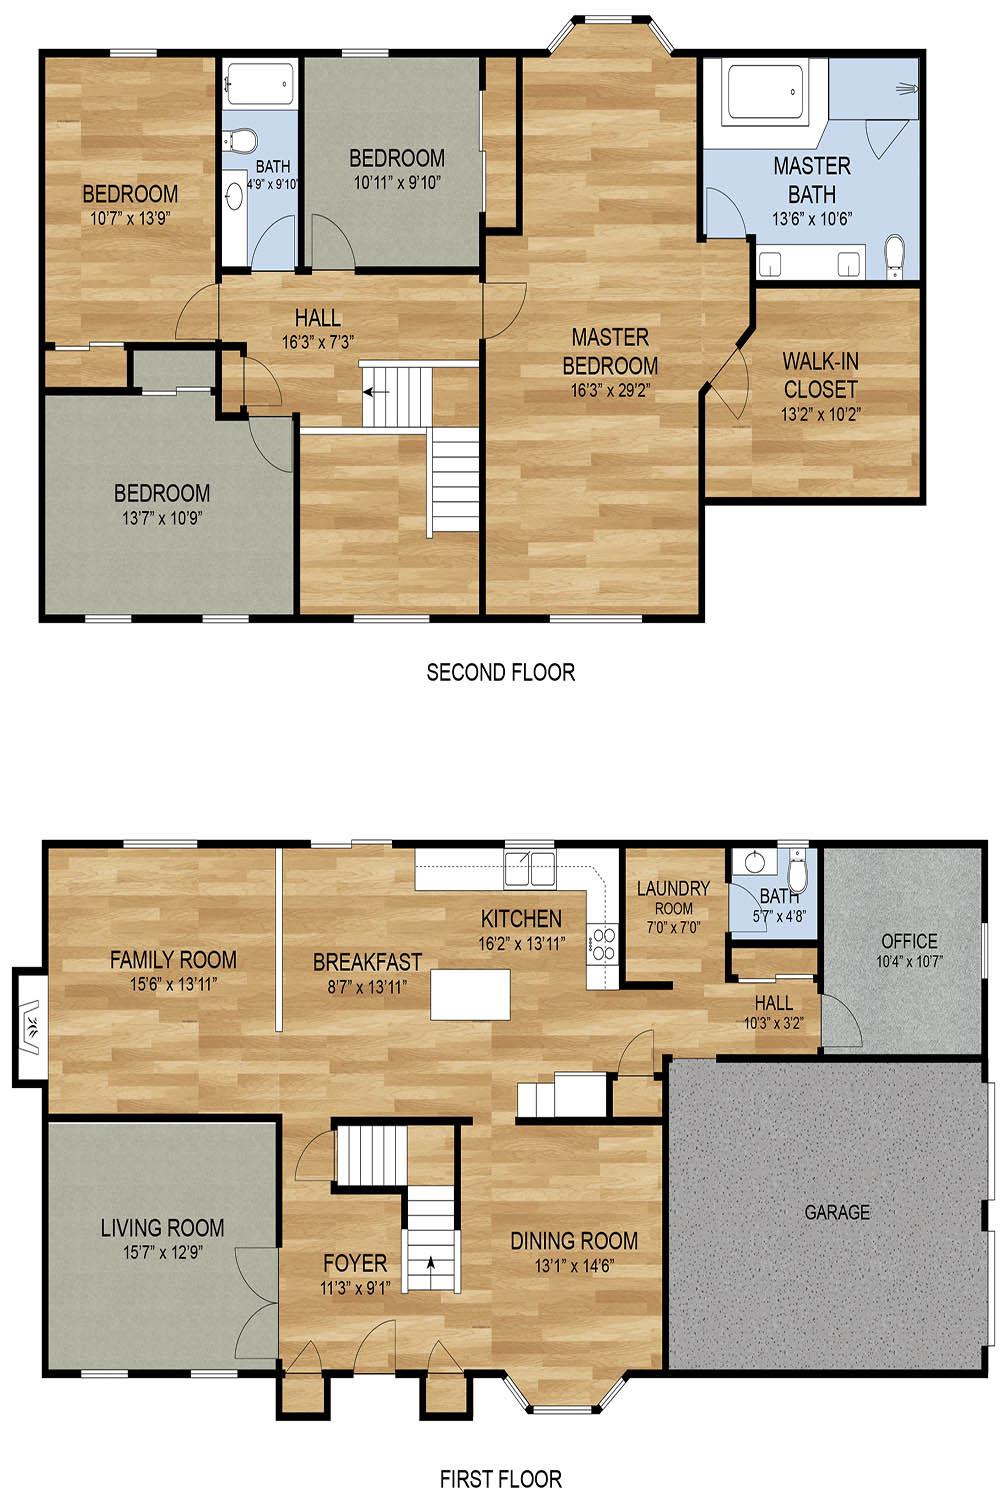 BEDROOM
10'7" x 13'9"
BATH
4'9" x 9'10"
BEDROOM
10'11" x 9'10"
MASTER
BATH
13'6" x 10'6"
HALL
16'3" x 7'3"
MASTER
BEDROOM
16'3" x 29'2"
WALK-IN
CLOSET
13'2" x 10'2"
BEDROOM
13'7" x 10'9"
SECOND FLOOR
FAMILY ROOM
15'6" x 13'11"
BREAKFAST
8'7" x 13'11"
KITCHEN
16'2" x 13'11"
LAUNDRY
ROOM
7'0" x 7'0"
BATH
5'7" x 4'8"
OFFICE
10'4" x 10'7"
HALL
10'3" x 3'2"
LIVING ROOM
15'7" x 12'9"
FOYER
11'3" x 9'1"
DINING ROOM
13'1" x 14'6"
GARAGE
FIRST FLOOR